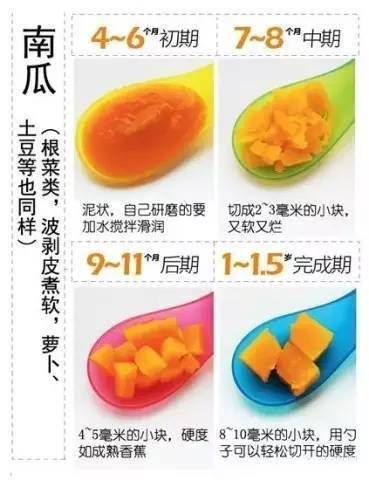 南瓜
（根菜类，波剥皮煮软，萝卜、
土豆等也同样）
4~6个月初期
泥状，自己研磨的要
加水搅拌滑润
7~8个月中期
切成2~3毫米的小块，
又软又烂
9~11个月后期
4~5毫米的小块，硬度
如成熟香蕉
1~1.5岁完成期
8~10毫米的小块，用勺
子可以轻松切开的硬度